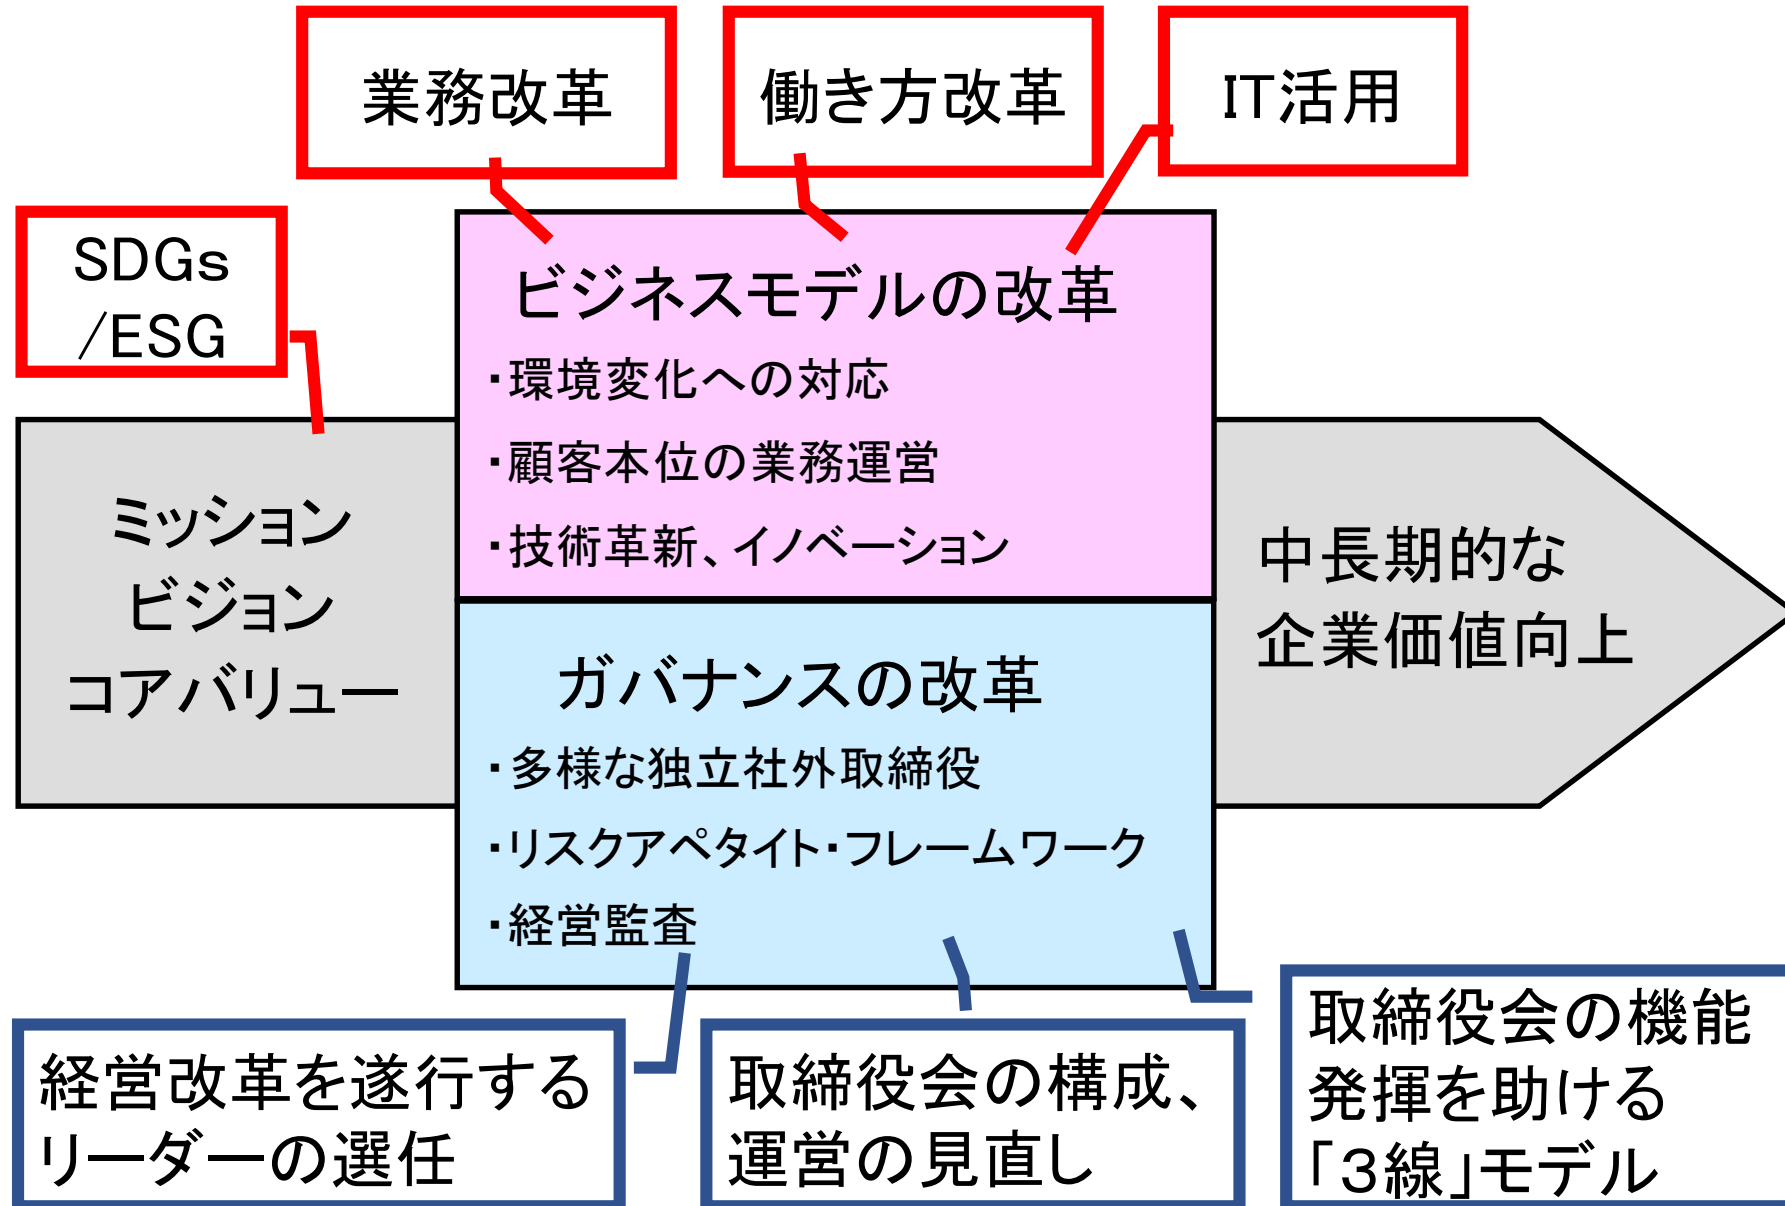 業務改革
働き方改革
IT活用
SDGs
/ESG
ビジネスモデルの改革
・環境変化への対応
・顧客本位の業務運営
・技術革新、イノベーション
ミッション
ビジョン
コアバリュー
中長期的な
企業価値向上
ガバナンスの改革
・多様な独立社外取締役
・リスクアペタイト・フレームワーク
・経営監査
経営改革を遂行する
リーダーの選任
取締役会の構成、
運営の見直し
取締役会の機能
発揮を助ける
「３線」モデル